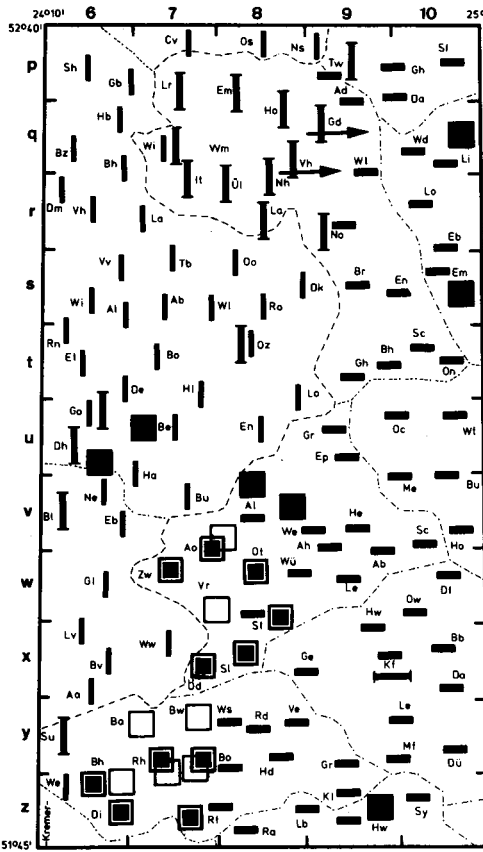 24°10'| 6 7 8 9 10 25°
52°40'
Cv Os Ns
p Sh Gb Lr Em Tw Gh Sl
Ho Ad Da
q Hb Gd
Bz Bh Wi Wm Vh Wd Li
It Ül Nh Wl
Dm Vh La La Lo
r No
Eb
Vv Tb Oo Em
s Dk Br En
Wi Al Ab Wl Ro
Rn Oz Sc
t El Bo Bh On
De Hl Lo Gh
Go Be En Oc Wt
u Gr
Dh Ep
Ha Me Bu
Ne Bu Al
v Bl Eb We He Sc Ho
Ao Dt Ah Ab
w Zw Wü Le Dl
Gl Vr
St Hw Ow
Lv Ww
x Bv Sl Ge Kf Bb
Od Da
Aa
Ba Bw Ws Rd Ve Le
y Su
Rh Bo Mf Dü
We Bh Hd Gr
z Di Rf Kl Sy
Ra Lb Hw
51°45' Kremer